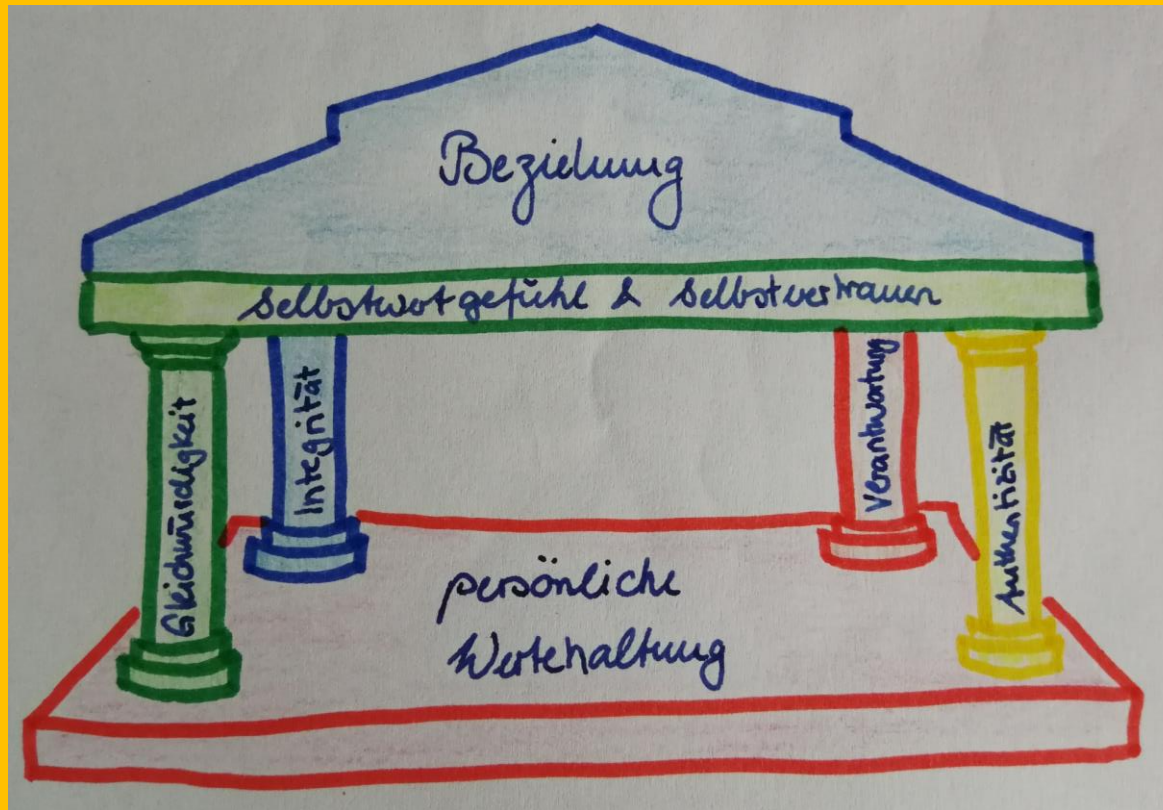 Beziehung
Selbstwertgefühl & Selbstvertrauen
Gleichwürdigkeit
Integrität
Verantwortung
Authentizität
persönliche
Wertehaltung